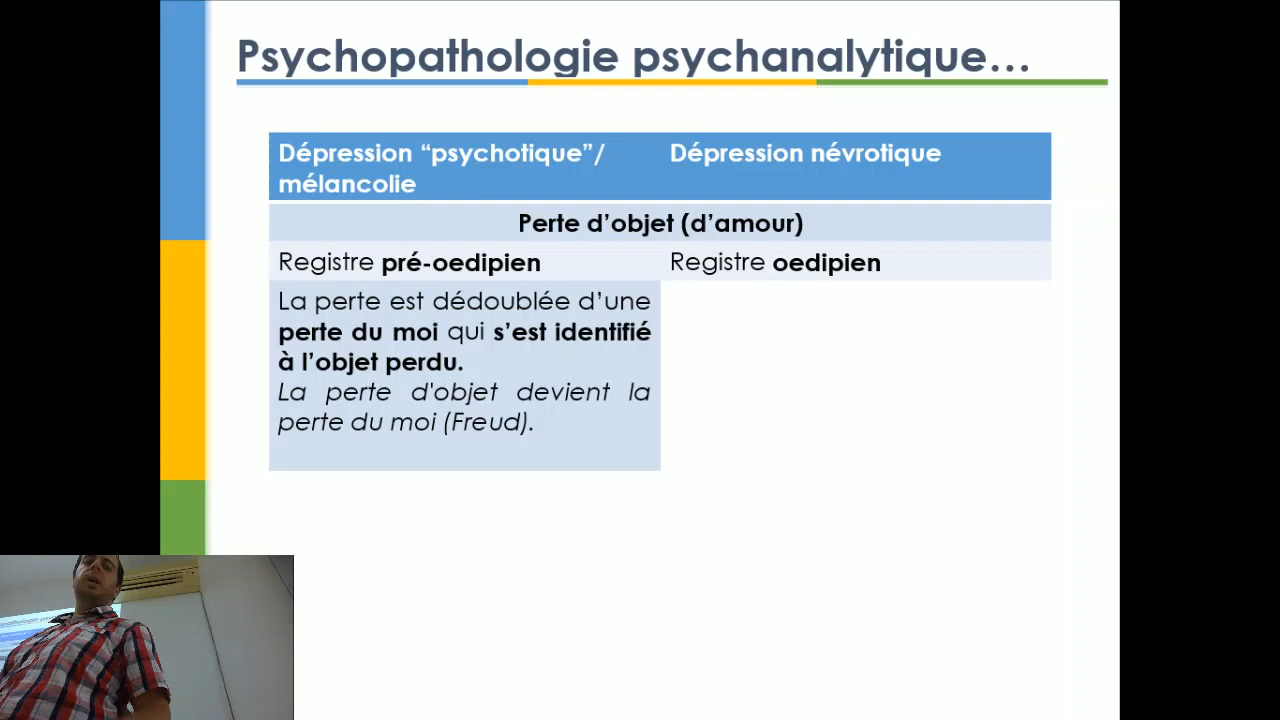 Psychopathologie psychanalytique…
Dépression “psychotique”/
mélancolie
Dépression névrotique
Perte d’objet (d’amour)
Registre pré-oedipien
Registre oedipien
La perte est dédoublée d’une
perte du moi qui s’est identifié
à l’objet perdu.
La perte d'objet devient la
perte du moi (Freud).